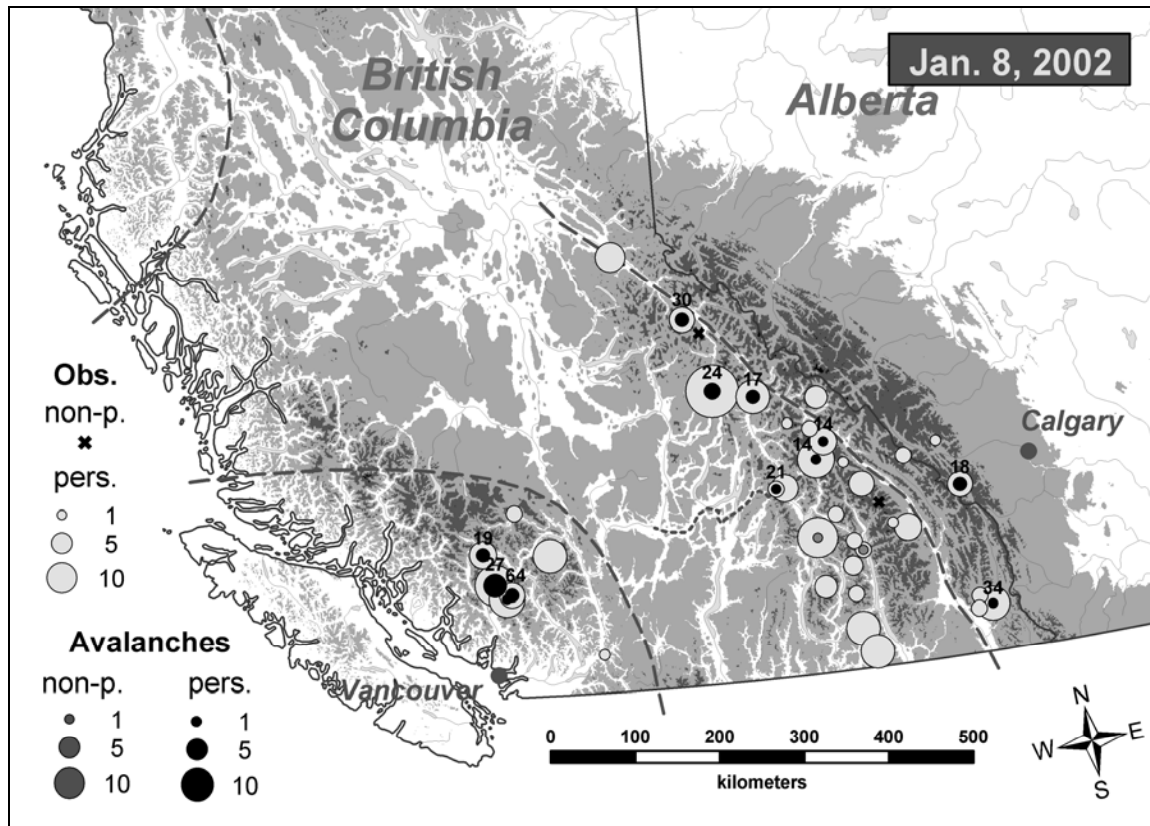 Jan. 8, 2002
British
Columbia
Alberta
30
24
17
14
14
21
18
Calgary
34
19
27
64
Vancouver
Obs.
non-p.
pers.
1
5
10
Avalanches
non-p. pers.
1 1
5 5
10 10
0 100 200 300 400 500
kilometers
N
W E
S